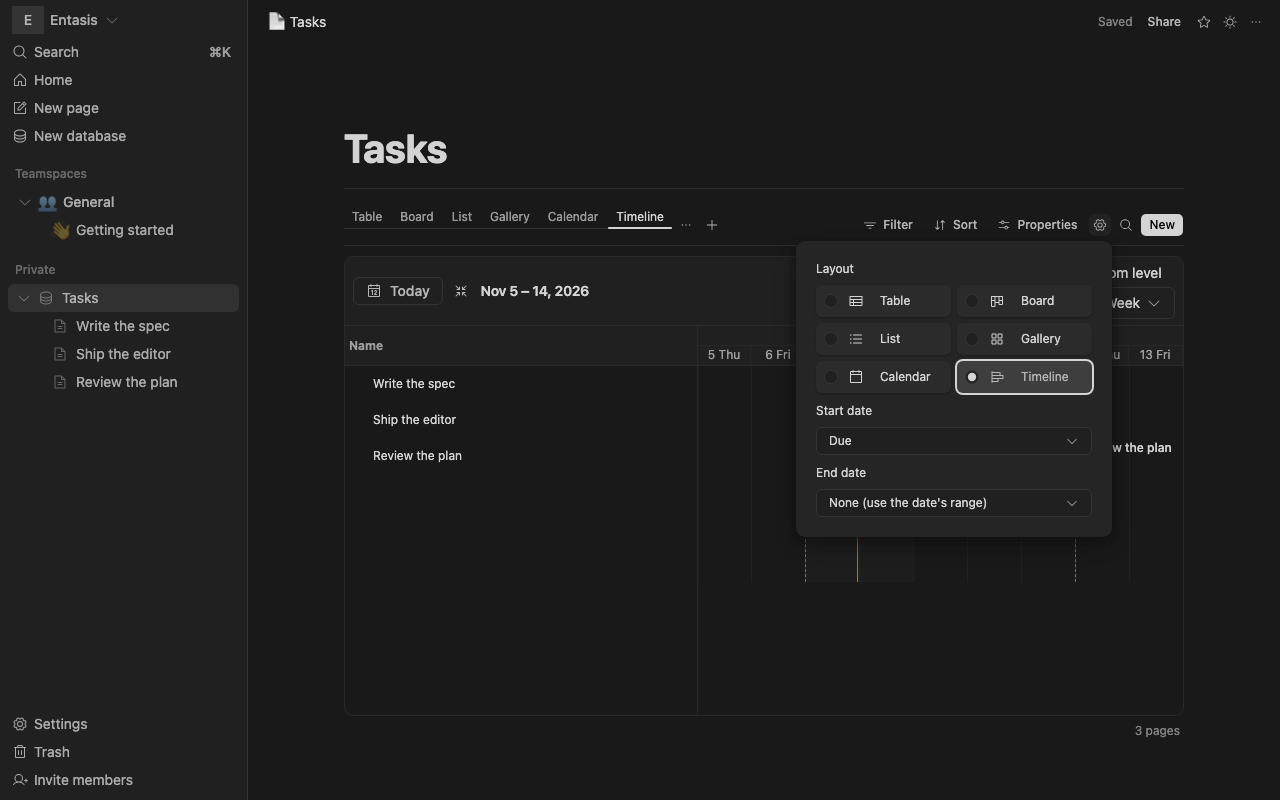 E Entasis
Search ⌘K
Home
New page
New database
Teamspaces
General
Getting started
Private
Tasks
Write the spec
Ship the editor
Review the plan
Settings
Trash
Invite members
Tasks
Saved Share
Tasks
Table Board List Gallery Calendar Timeline
Filter Sort Properties New
12 Today Nov 5 – 14, 2026
om level
Week
Name
5 Thu 6 Fri 13 Fri
Write the spec
Ship the editor
Review the plan
w the plan
Layout
Table Board
List Gallery
Calendar Timeline
Start date
Due
End date
None (use the date's range)
3 pages